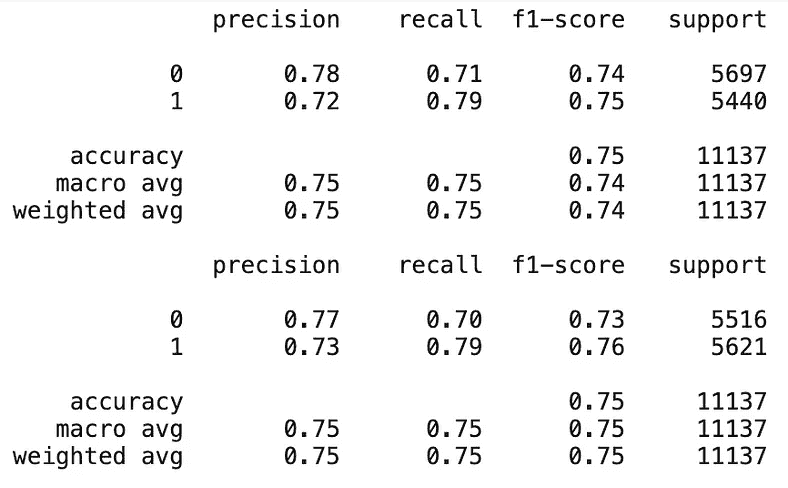 precision recall f1-score support
0 0.78 0.71 0.74 5697
1 0.72 0.79 0.75 5440
accuracy 0.75 11137
macro avg 0.75 0.75 0.74 11137
weighted avg 0.75 0.75 0.74 11137
precision recall f1-score support
0 0.77 0.70 0.73 5516
1 0.73 0.79 0.76 5621
accuracy 0.75 11137
macro avg 0.75 0.75 0.75 11137
weighted avg 0.75 0.75 0.75 11137